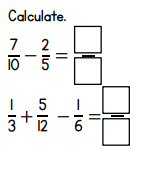 Calculate.
7/10 − 2/5 =
1/3 + 5/12 − 1/6 =